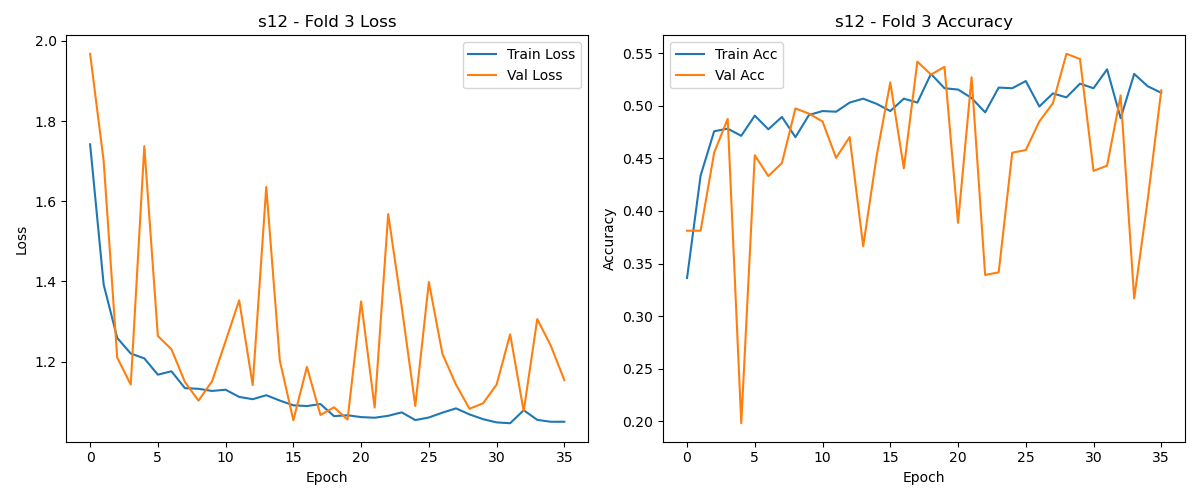 s12 - Fold 3 Loss
Train Loss
Val Loss
2.0
1.8
1.6
1.4
1.2
Loss
0
5
10
15
20
25
30
35
Epoch
s12 - Fold 3 Accuracy
Train Acc
Val Acc
0.55
0.50
0.45
0.40
0.35
0.30
0.25
0.20
Accuracy
0
5
10
15
20
25
30
35
Epoch